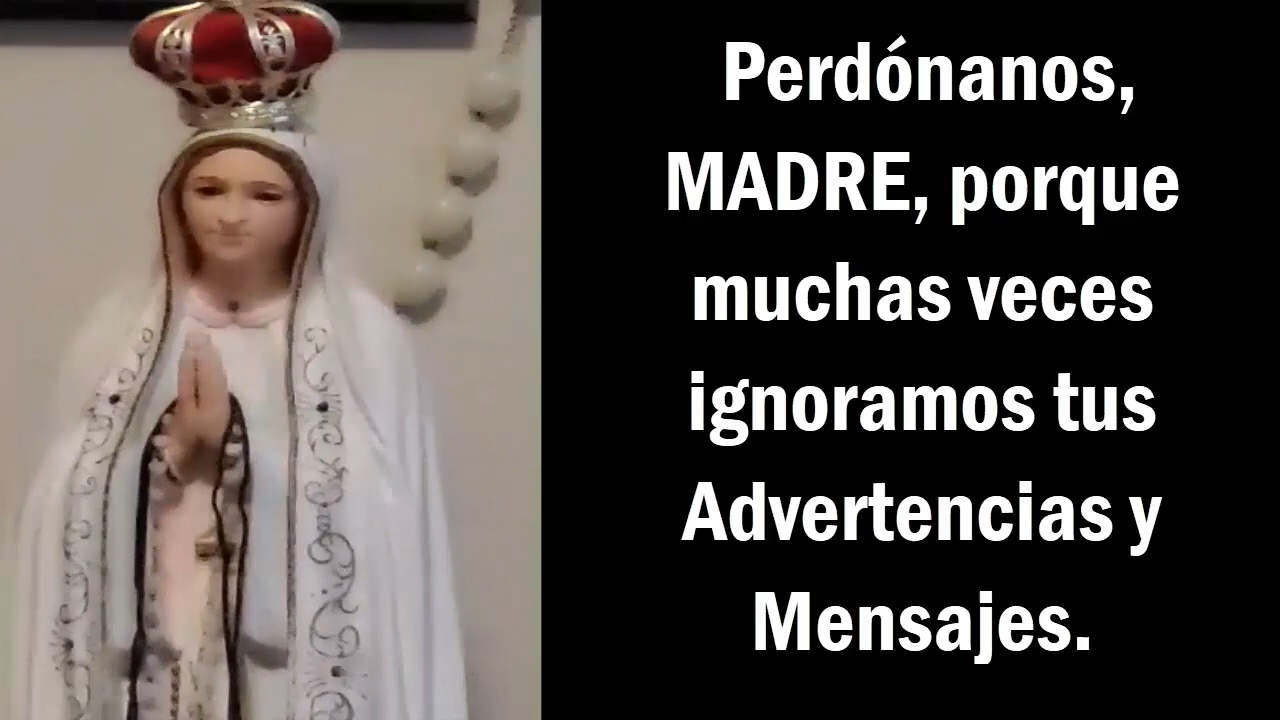 Perdónanos,
MADRE, porque
muchas veces
ignoramos tus
Advertencias y
Mensajes.